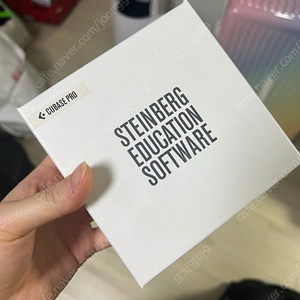 CUBASE PRO
STEINBERG
EDUCATION
SOFTWARE